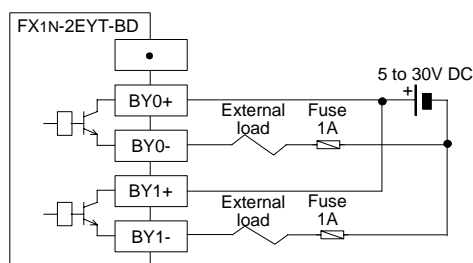 FX1N-2EYT-BD
5 to 30V DC
+
BY0+
External
load
Fuse
1A
BY0-
BY1+
External
load
Fuse
1A
BY1-